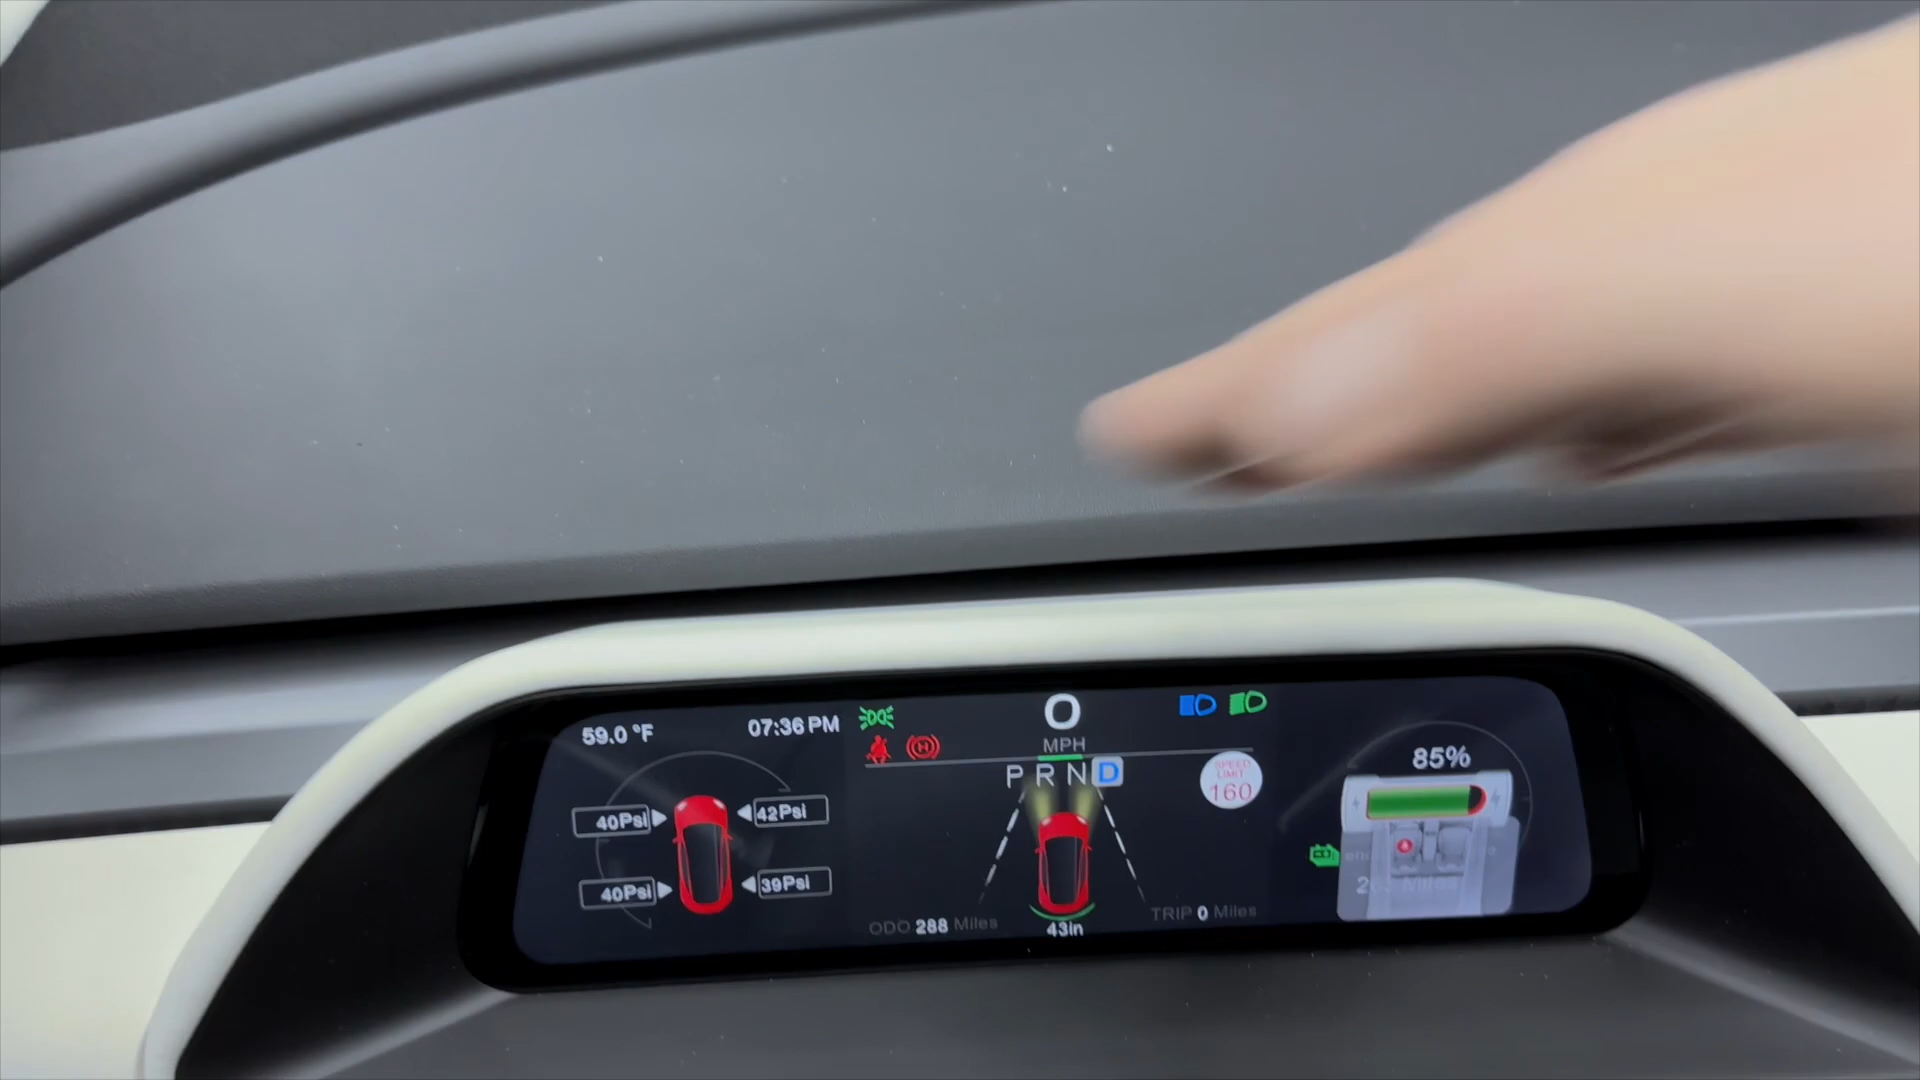 59.0 °F
07:36 PM
40Psi
42Psi
40Psi
39Psi
0
MPH
P R N D
SPEED
LIMIT
160
ODO 288 Miles
43in
TRIP 0 Miles
85%
Miles